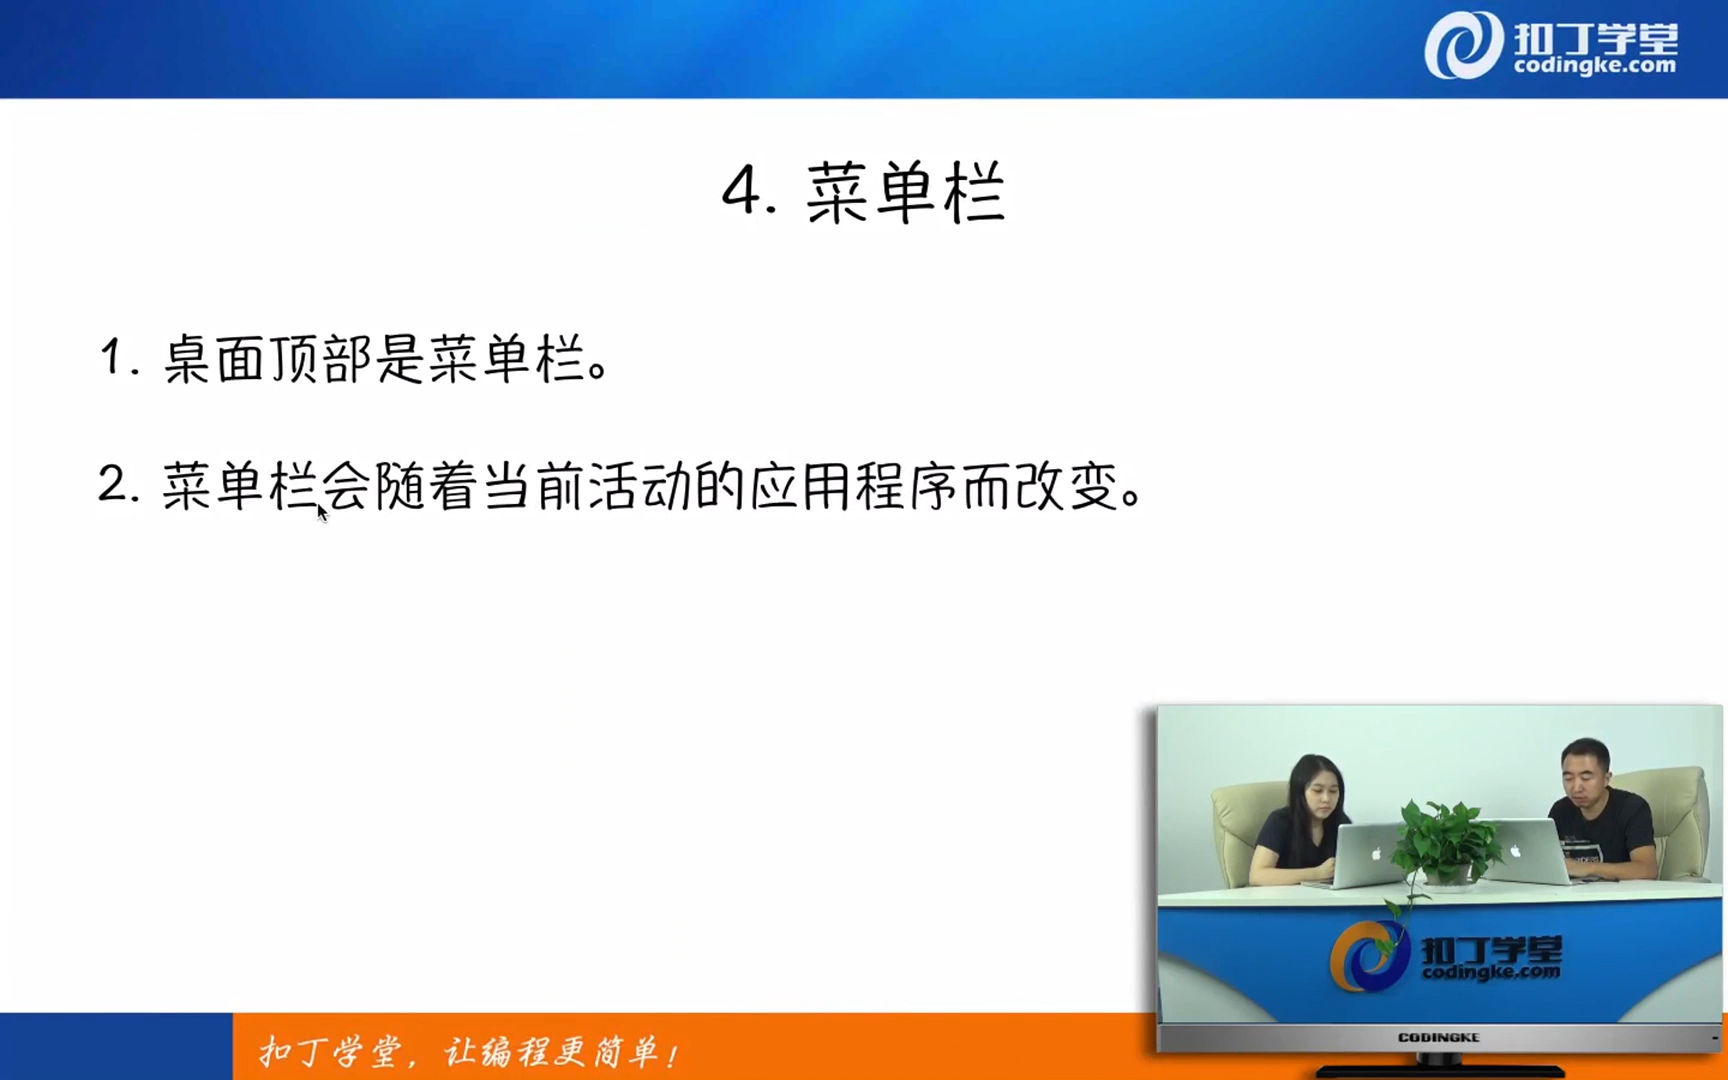 扣丁学堂
codingke.com
4. 菜单栏
1. 桌面顶部是菜单栏。
2. 菜单栏会随着当前活动的应用程序而改变。
扣丁学堂
codingke.com
CODINGKE
扣丁学堂，让编程更简单！